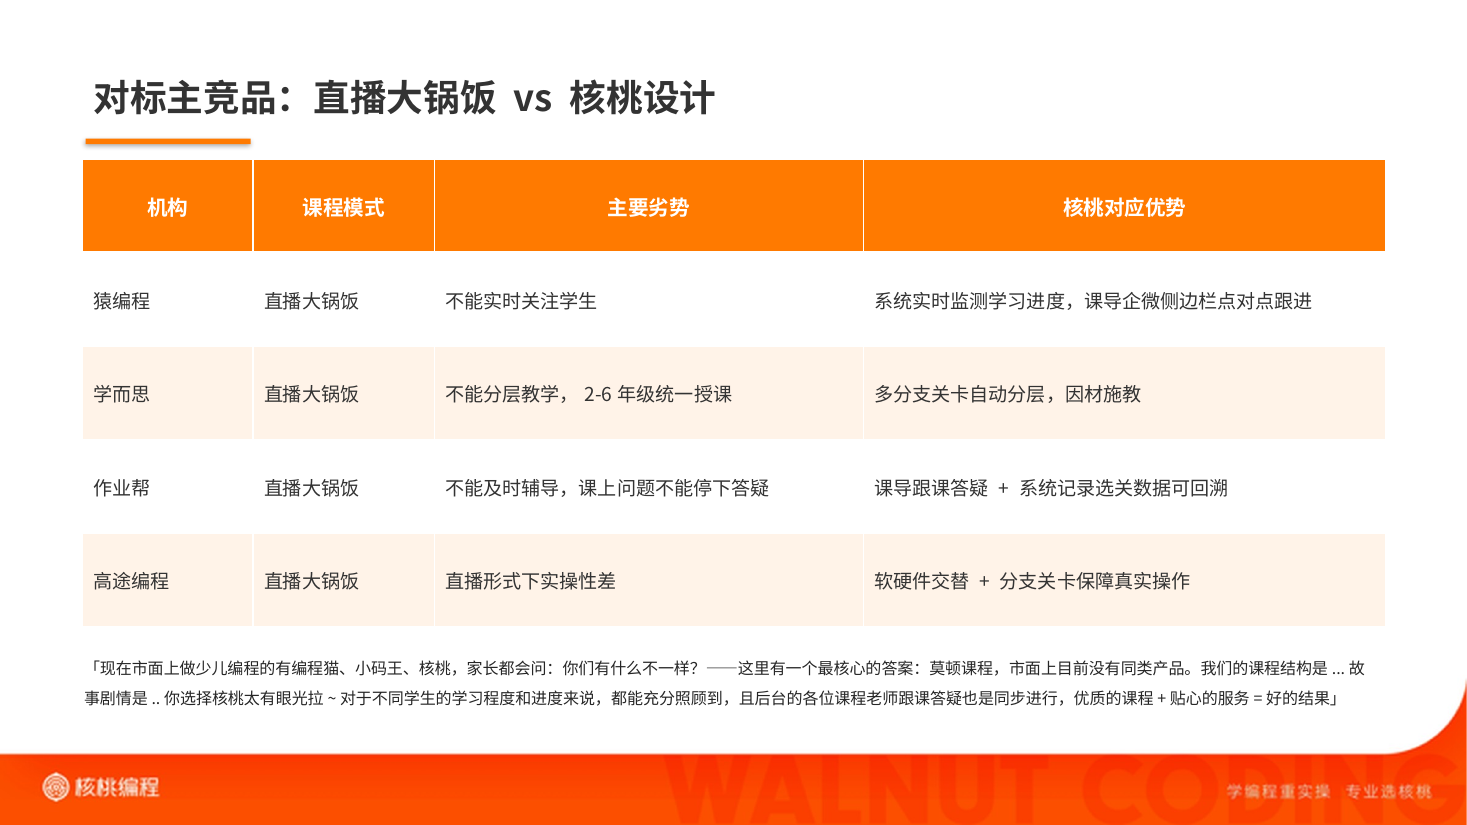 对标主竞品：直播大锅饭 vs 核桃设计
机构 课程模式 主要劣势 核桃对应优势
猿编程 直播大锅饭 不能实时关注学生 系统实时监测学习进度，课导企微侧边栏点对点跟进
学而思 直播大锅饭 不能分层教学， 2-6 年级统一授课 多分支关卡自动分层，因材施教
作业帮 直播大锅饭 不能及时辅导，课上问题不能停下答疑 课导跟课答疑 + 系统记录选关数据可回溯
高途编程 直播大锅饭 直播形式下实操性差 软硬件交替 + 分支关卡保障真实操作
「现在市面上做少儿编程的有编程猫、小码王、核桃，家长都会问：你们有什么不一样？——这里有一个最核心的答案：莫顿课程，市面上目前没有同类产品。我们的课程结构是 ... 故
事剧情是 .. 你选择核桃太有眼光拉 ~ 对于不同学生的学习程度和进度来说，都能充分照顾到，且后台的各位课程老师跟课答疑也是同步进行，优质的课程 + 贴心的服务 = 好的结果」
核桃编程
WALNUT CODING
学编程重实操 专业选核桃